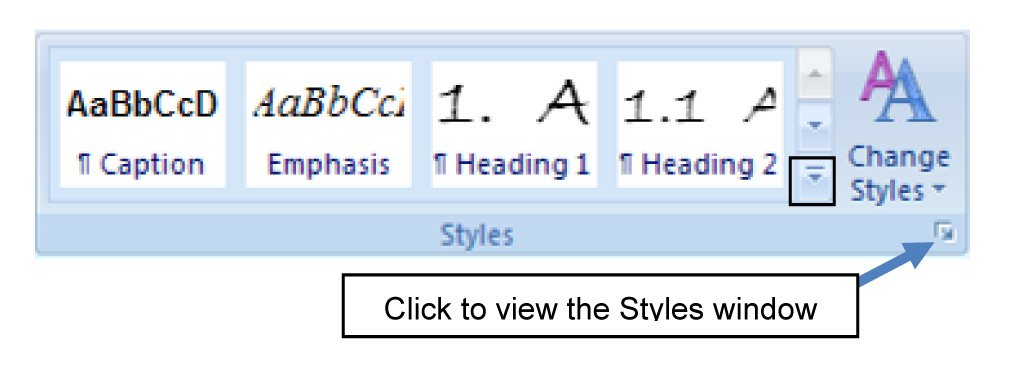 AaBbCcD AaBbCcI 1. A 1.1 A
¶ Caption Emphasis ¶ Heading 1 ¶ Heading 2
Change
Styles
Styles
Click to view the Styles window